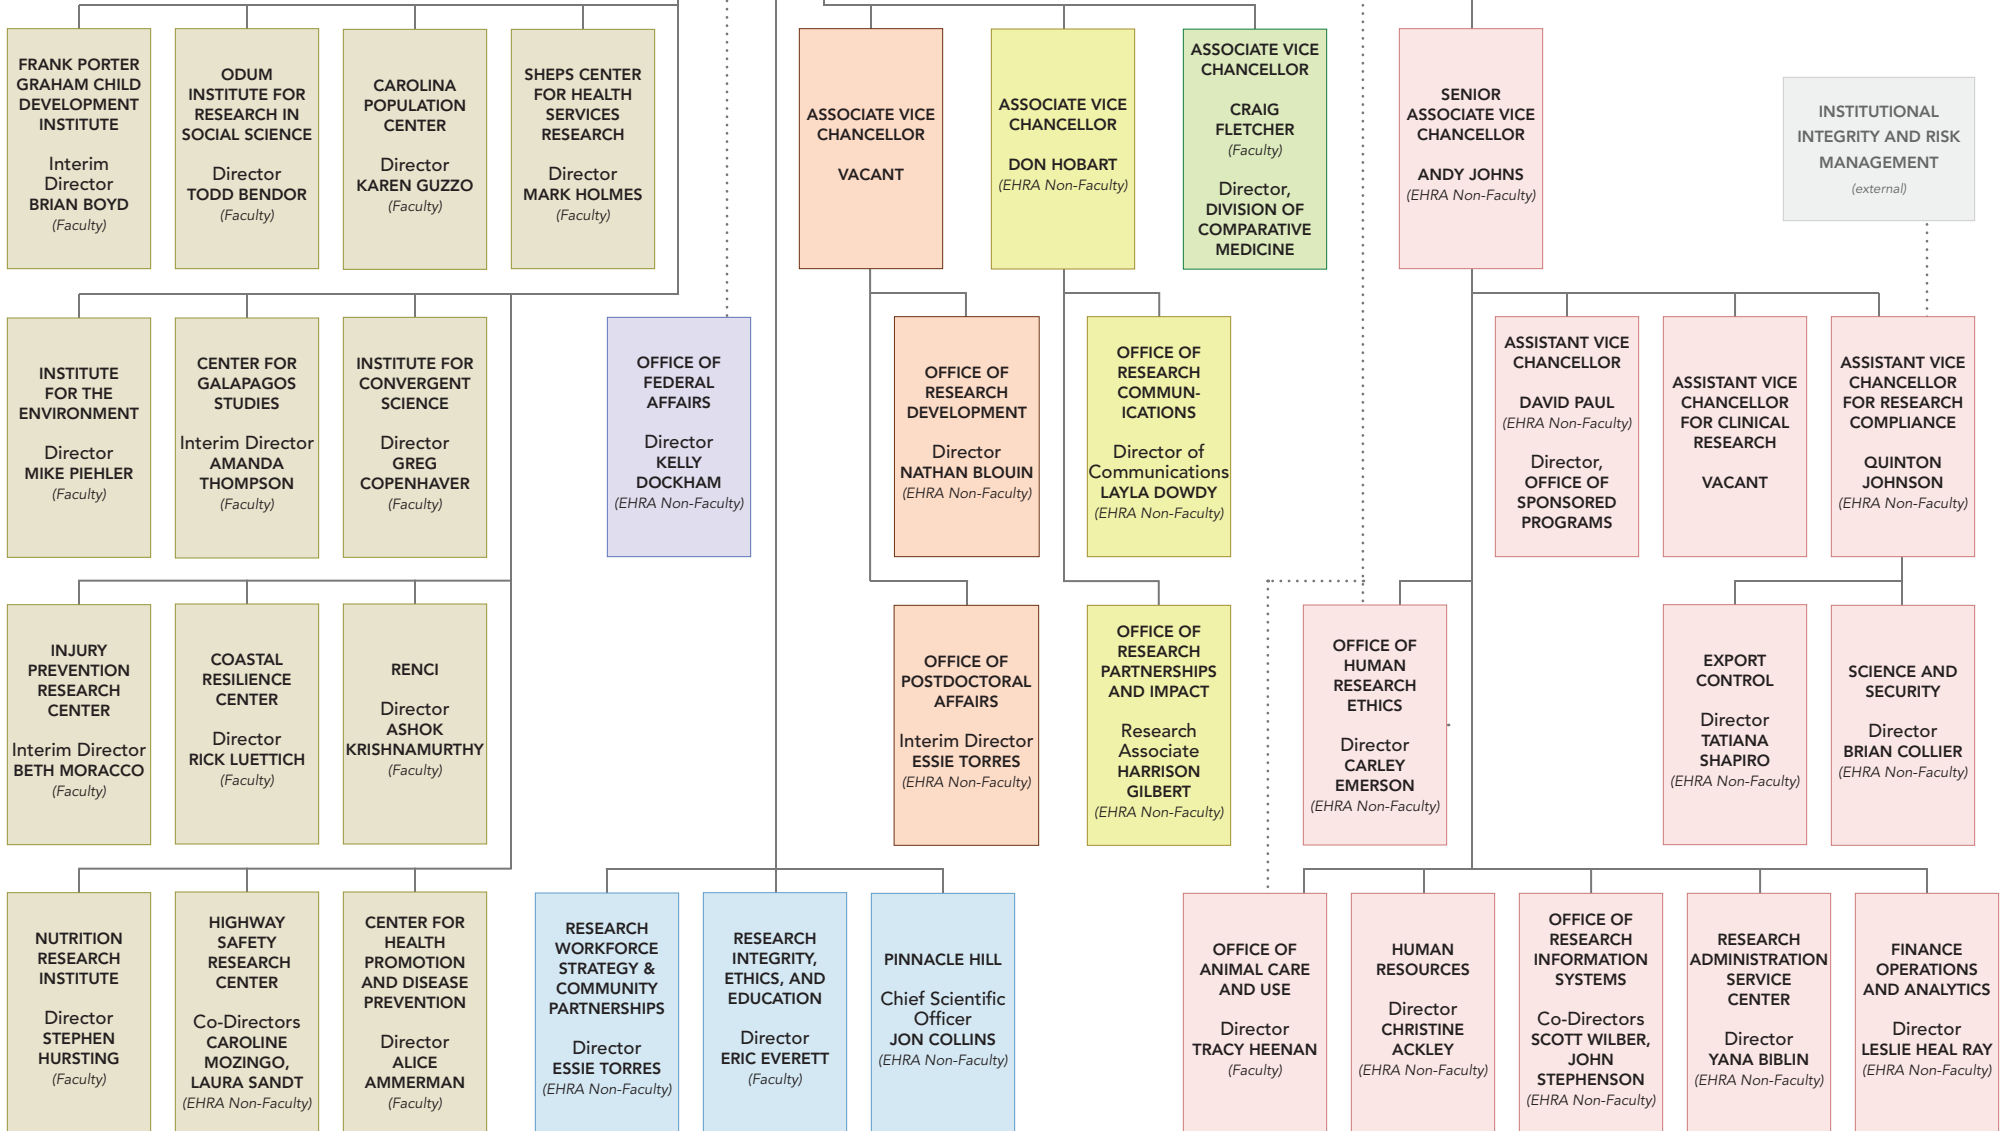 FRANK PORTER
GRAHAM CHILD
DEVELOPMENT
INSTITUTE
Interim
Director
BRIAN BOYD
(Faculty)
ODUM
INSTITUTE FOR
RESEARCH IN
SOCIAL SCIENCE
Director
TODD BENDOR
(Faculty)
CAROLINA
POPULATION
CENTER
Director
KAREN GUZZO
(Faculty)
SHEPS CENTER
FOR HEALTH
SERVICES
RESEARCH
Director
MARK HOLMES
(Faculty)
ASSOCIATE VICE
CHANCELLOR
VACANT
ASSOCIATE VICE
CHANCELLOR
DON HOBART
(EHRA Non-Faculty)
ASSOCIATE VICE
CHANCELLOR
CRAIG
FLETCHER
(Faculty)
Director,
DIVISION OF
COMPARATIVE
MEDICINE
SENIOR
ASSOCIATE VICE
CHANCELLOR
ANDY JOHNS
(EHRA Non-Faculty)
INSTITUTIONAL
INTEGRITY AND RISK
MANAGEMENT
(external)
INSTITUTE
FOR THE
ENVIRONMENT
Director
MIKE PIEHLER
(Faculty)
CENTER FOR
GALAPAGOS
STUDIES
Interim Director
AMANDA
THOMPSON
(Faculty)
INSTITUTE FOR
CONVERGENT
SCIENCE
Director
GREG
COPENHAVER
(Faculty)
OFFICE OF
FEDERAL
AFFAIRS
Director
KELLY
DOCKHAM
(EHRA Non-Faculty)
OFFICE OF
RESEARCH
DEVELOPMENT
Director
NATHAN BLOUIN
(EHRA Non-Faculty)
OFFICE OF
RESEARCH
COMMUN-
ICATIONS
Director of
Communications
LAYLA DOWDY
(EHRA Non-Faculty)
ASSISTANT VICE
CHANCELLOR
DAVID PAUL
(EHRA Non-Faculty)
Director,
OFFICE OF
SPONSORED
PROGRAMS
ASSISTANT VICE
CHANCELLOR
FOR CLINICAL
RESEARCH
VACANT
ASSISTANT VICE
CHANCELLOR
FOR RESEARCH
COMPLIANCE
QUINTON
JOHNSON
(EHRA Non-Faculty)
INJURY
PREVENTION
RESEARCH
CENTER
Interim Director
BETH MORACCO
(Faculty)
COASTAL
RESILIENCE
CENTER
Director
RICK LUETTICH
(Faculty)
RENCI
Director
ASHOK
KRISHNAMURTHY
(Faculty)
OFFICE OF
POSTDOCTORAL
AFFAIRS
Interim Director
ESSIE TORRES
(EHRA Non-Faculty)
OFFICE OF
RESEARCH
PARTNERSHIPS
AND IMPACT
Research
Associate
HARRISON
GILBERT
(EHRA Non-Faculty)
OFFICE OF
HUMAN
RESEARCH
ETHICS
Director
CARLEY
EMERSON
(EHRA Non-Faculty)
EXPORT
CONTROL
Director
TATIANA
SHAPIRO
(EHRA Non-Faculty)
SCIENCE AND
SECURITY
Director
BRIAN COLLIER
(EHRA Non-Faculty)
NUTRITION
RESEARCH
INSTITUTE
Director
STEPHEN
HURSTING
(Faculty)
HIGHWAY
SAFETY
RESEARCH
CENTER
Co-Directors
CAROLINE
MOZINGO,
LAURA SANDT
(EHRA Non-Faculty)
CENTER FOR
HEALTH
PROMOTION
AND DISEASE
PREVENTION
Director
ALICE
AMMERMAN
(Faculty)
RESEARCH
WORKFORCE
STRATEGY &
COMMUNITY
PARTNERSHIPS
Director
ESSIE TORRES
(EHRA Non-Faculty)
RESEARCH
INTEGRITY,
ETHICS, AND
EDUCATION
Director
ERIC EVERETT
(Faculty)
PINNACLE HILL
Chief Scientific
Officer
JON COLLINS
(EHRA Non-Faculty)
OFFICE OF
ANIMAL CARE
AND USE
Director
TRACY HEENAN
(Faculty)
HUMAN
RESOURCES
Director
CHRISTINE
ACKLEY
(EHRA Non-Faculty)
OFFICE OF
RESEARCH
INFORMATION
SYSTEMS
Co-Directors
SCOTT WILBER,
JOHN
STEPHENSON
(EHRA Non-Faculty)
RESEARCH
ADMINISTRATION
SERVICE
CENTER
Director
YANA BIBLIN
(EHRA Non-Faculty)
FINANCE
OPERATIONS
AND ANALYTICS
Director
LESLIE HEAL RAY
(EHRA Non-Faculty)